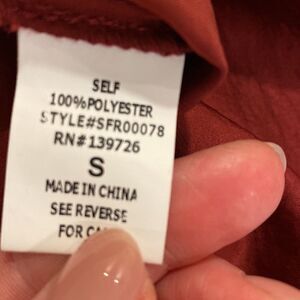 SELF
100%POLYESTER
STYLE#SFR00078
RN#139726
S
MADE IN CHINA
SEE REVERSE
FOR